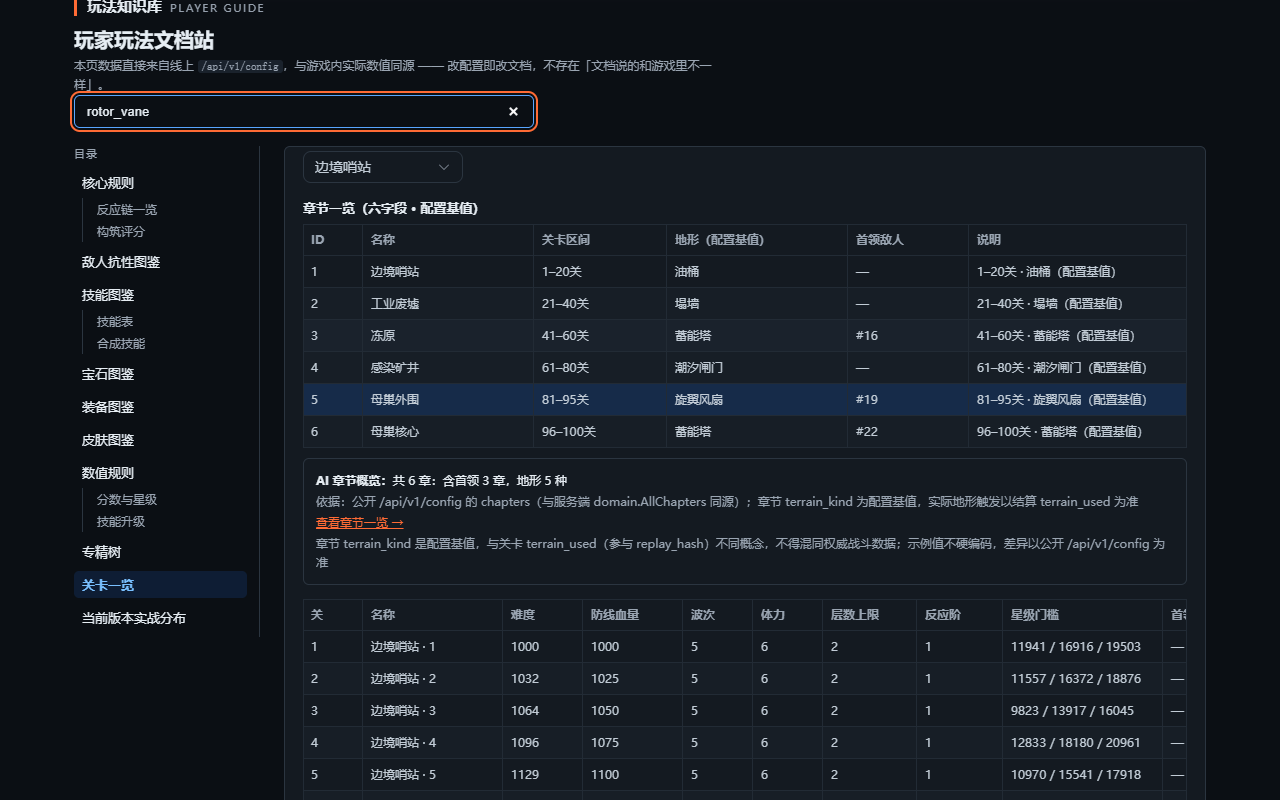 玩法知识库 PLAYER GUIDE
玩家玩法文档站
本页数据直接来自线上 /api/v1/config，与游戏内实际数值同源 —— 改配置即改文档，不存在「文档说的和游戏里不一
样」。
rotor_vane ×
目录
核心规则
反应链一览
构筑评分
敌人抗性图鉴
技能图鉴
技能表
合成技能
宝石图鉴
装备图鉴
皮肤图鉴
数值规则
分数与星级
技能升级
专精树
关卡一览
当前版本实战分布
边境哨站
章节一览（六字段 • 配置基值）
ID 名称 关卡区间 地形（配置基值） 首领敌人 说明
1 边境哨站 1–20关 油桶 — 1–20关 · 油桶（配置基值）
2 工业废墟 21–40关 塌墙 — 21–40关 · 塌墙（配置基值）
3 冻原 41–60关 蓄能塔 #16 41–60关 · 蓄能塔（配置基值）
4 感染矿井 61–80关 潮汐闸门 — 61–80关 · 潮汐闸门（配置基值）
5 母巢外围 81–95关 旋翼风扇 #19 81–95关 · 旋翼风扇（配置基值）
6 母巢核心 96–100关 蓄能塔 #22 96–100关 · 蓄能塔（配置基值）
AI 章节概览：共 6 章：含首领 3 章，地形 5 种
依据：公开 /api/v1/config 的 chapters（与服务端 domain.AllChapters 同源）；章节 terrain_kind 为配置基值，实际地形触发以结算 terrain_used 为准
查看章节一览 →
章节 terrain_kind 是配置基值，与关卡 terrain_used（参与 replay_hash）不同概念，不得混同权威战斗数据；示例值不硬编码，差异以公开 /api/v1/config 为
准
关 名称 难度 防线血量 波次 体力 层数上限 反应阶 星级门槛 首
1 边境哨站 · 1 1000 1000 5 6 2 1 11941 / 16916 / 19503 —
2 边境哨站 · 2 1032 1025 5 6 2 1 11557 / 16372 / 18876 —
3 边境哨站 · 3 1064 1050 5 6 2 1 9823 / 13917 / 16045 —
4 边境哨站 · 4 1096 1075 5 6 2 1 12833 / 18180 / 20961 —
5 边境哨站 · 5 1129 1100 5 6 2 1 10970 / 15541 / 17918 —